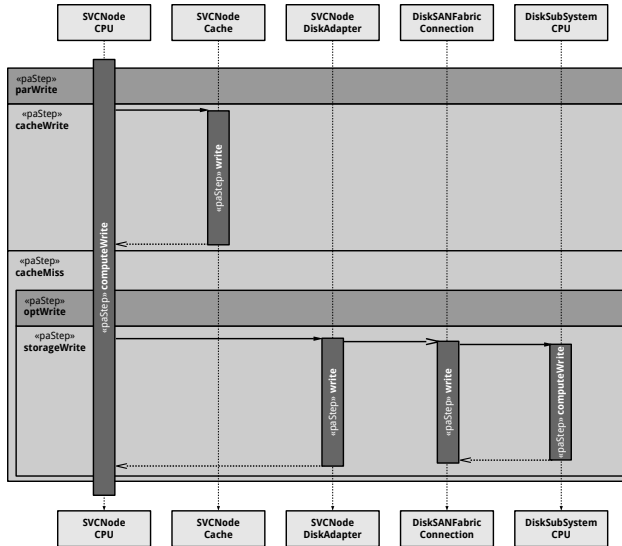 SVCNode
CPU
SVCNode
Cache
SVCNode
DiskAdapter
DiskSANFabric
Connection
DiskSubSystem
CPU
«paStep»
parWrite
«paStep»
cacheWrite
«paStep» write
«paStep» computeWrite
«paStep»
cacheMiss
«paStep»
optWrite
«paStep»
storageWrite
«paStep» write
«paStep» write
«paStep» computeWrite
SVCNode
CPU
SVCNode
Cache
SVCNode
DiskAdapter
DiskSANFabric
Connection
DiskSubSystem
CPU